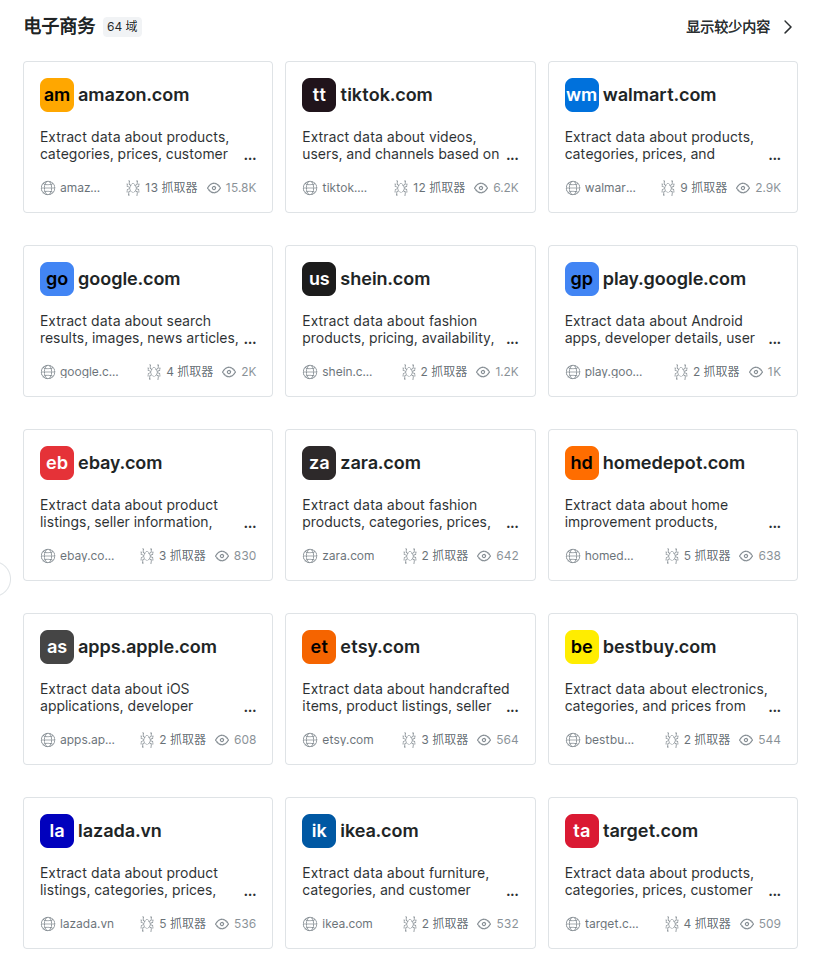 电子商务 64 域 显示较少内容
am amazon.com
Extract data about products,
categories, prices, customer ...
amaz... 13 抓取器 15.8K
tt tiktok.com
Extract data about videos,
users, and channels based on ...
tiktok.... 12 抓取器 6.2K
wm walmart.com
Extract data about products,
categories, prices, and ...
walmar... 9 抓取器 2.9K
go google.com
Extract data about search
results, images, news articles, ...
google.c... 4 抓取器 2K
us shein.com
Extract data about fashion
products, pricing, availability, ...
shein.c... 2 抓取器 1.2K
gp play.google.com
Extract data about Android
apps, developer details, user ...
play.goo... 2 抓取器 1K
eb ebay.com
Extract data about product
listings, seller information, ...
ebay.co... 3 抓取器 830
za zara.com
Extract data about fashion
products, categories, prices, ...
zara.com 2 抓取器 642
hd homedepot.com
Extract data about home
improvement products, ...
homed... 5 抓取器 638
as apps.apple.com
Extract data about iOS
applications, developer ...
apps.ap... 2 抓取器 608
et etsy.com
Extract data about handcrafted
items, product listings, seller ...
etsy.com 3 抓取器 564
be bestbuy.com
Extract data about electronics,
categories, and prices from ...
bestbu... 2 抓取器 544
la lazada.vn
Extract data about product
listings, categories, prices, ...
lazada.vn 5 抓取器 536
ik ikea.com
Extract data about furniture,
categories, and customer ...
ikea.com 2 抓取器 532
ta target.com
Extract data about products,
categories, prices, customer ...
target.c... 4 抓取器 509